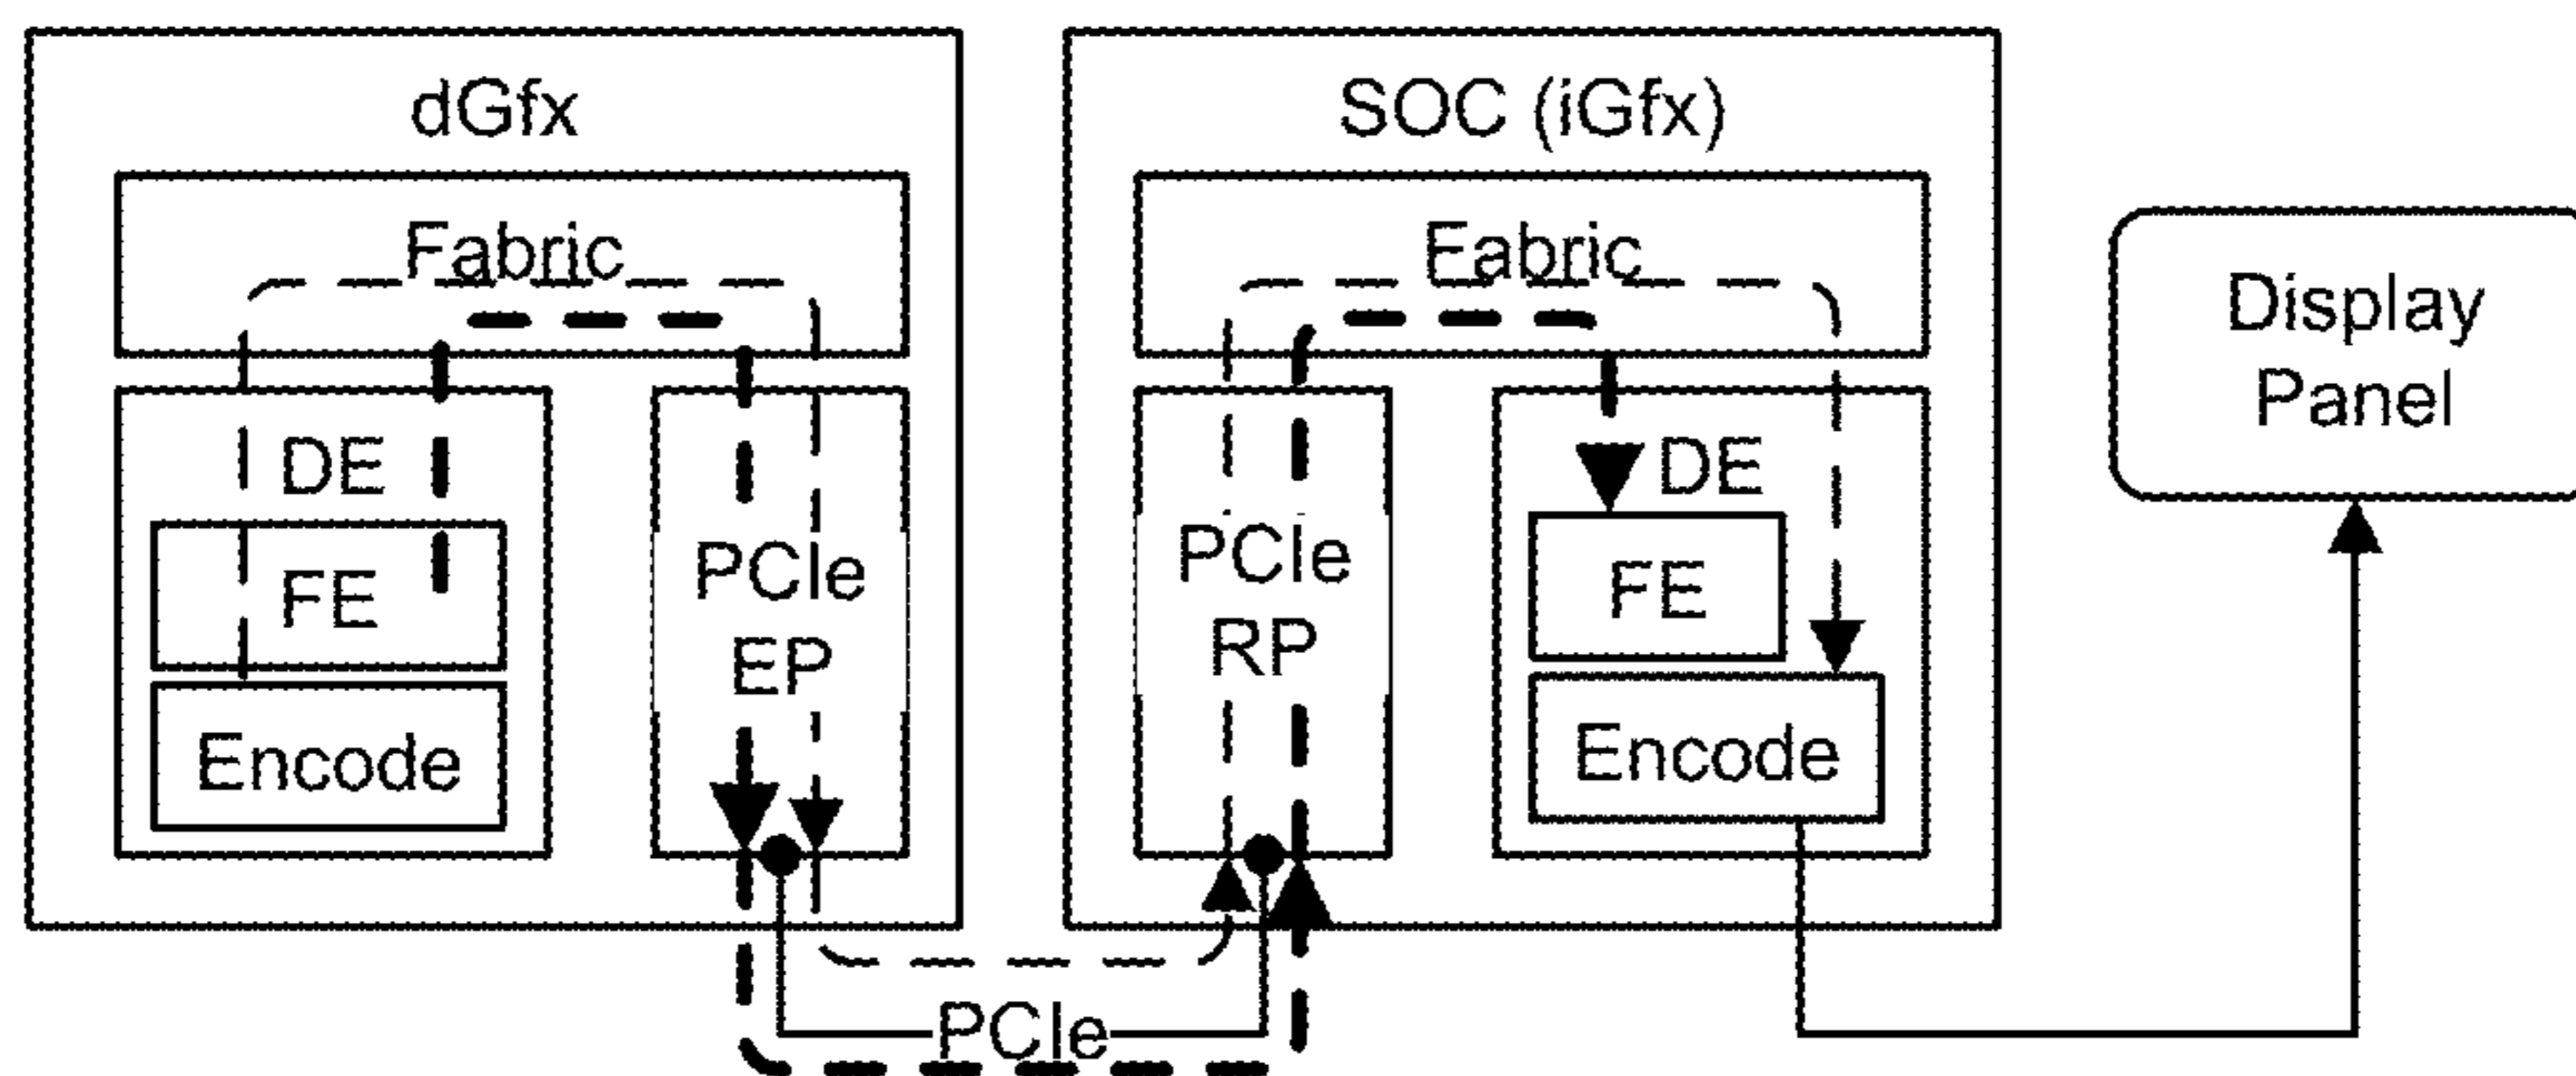 dGfx
Fabric
DE
FE
Encode
PCIe
EP
SOC (iGfx)
Fabric
PCIe
RP
DE
FE
Encode
PCIe
Display
Panel